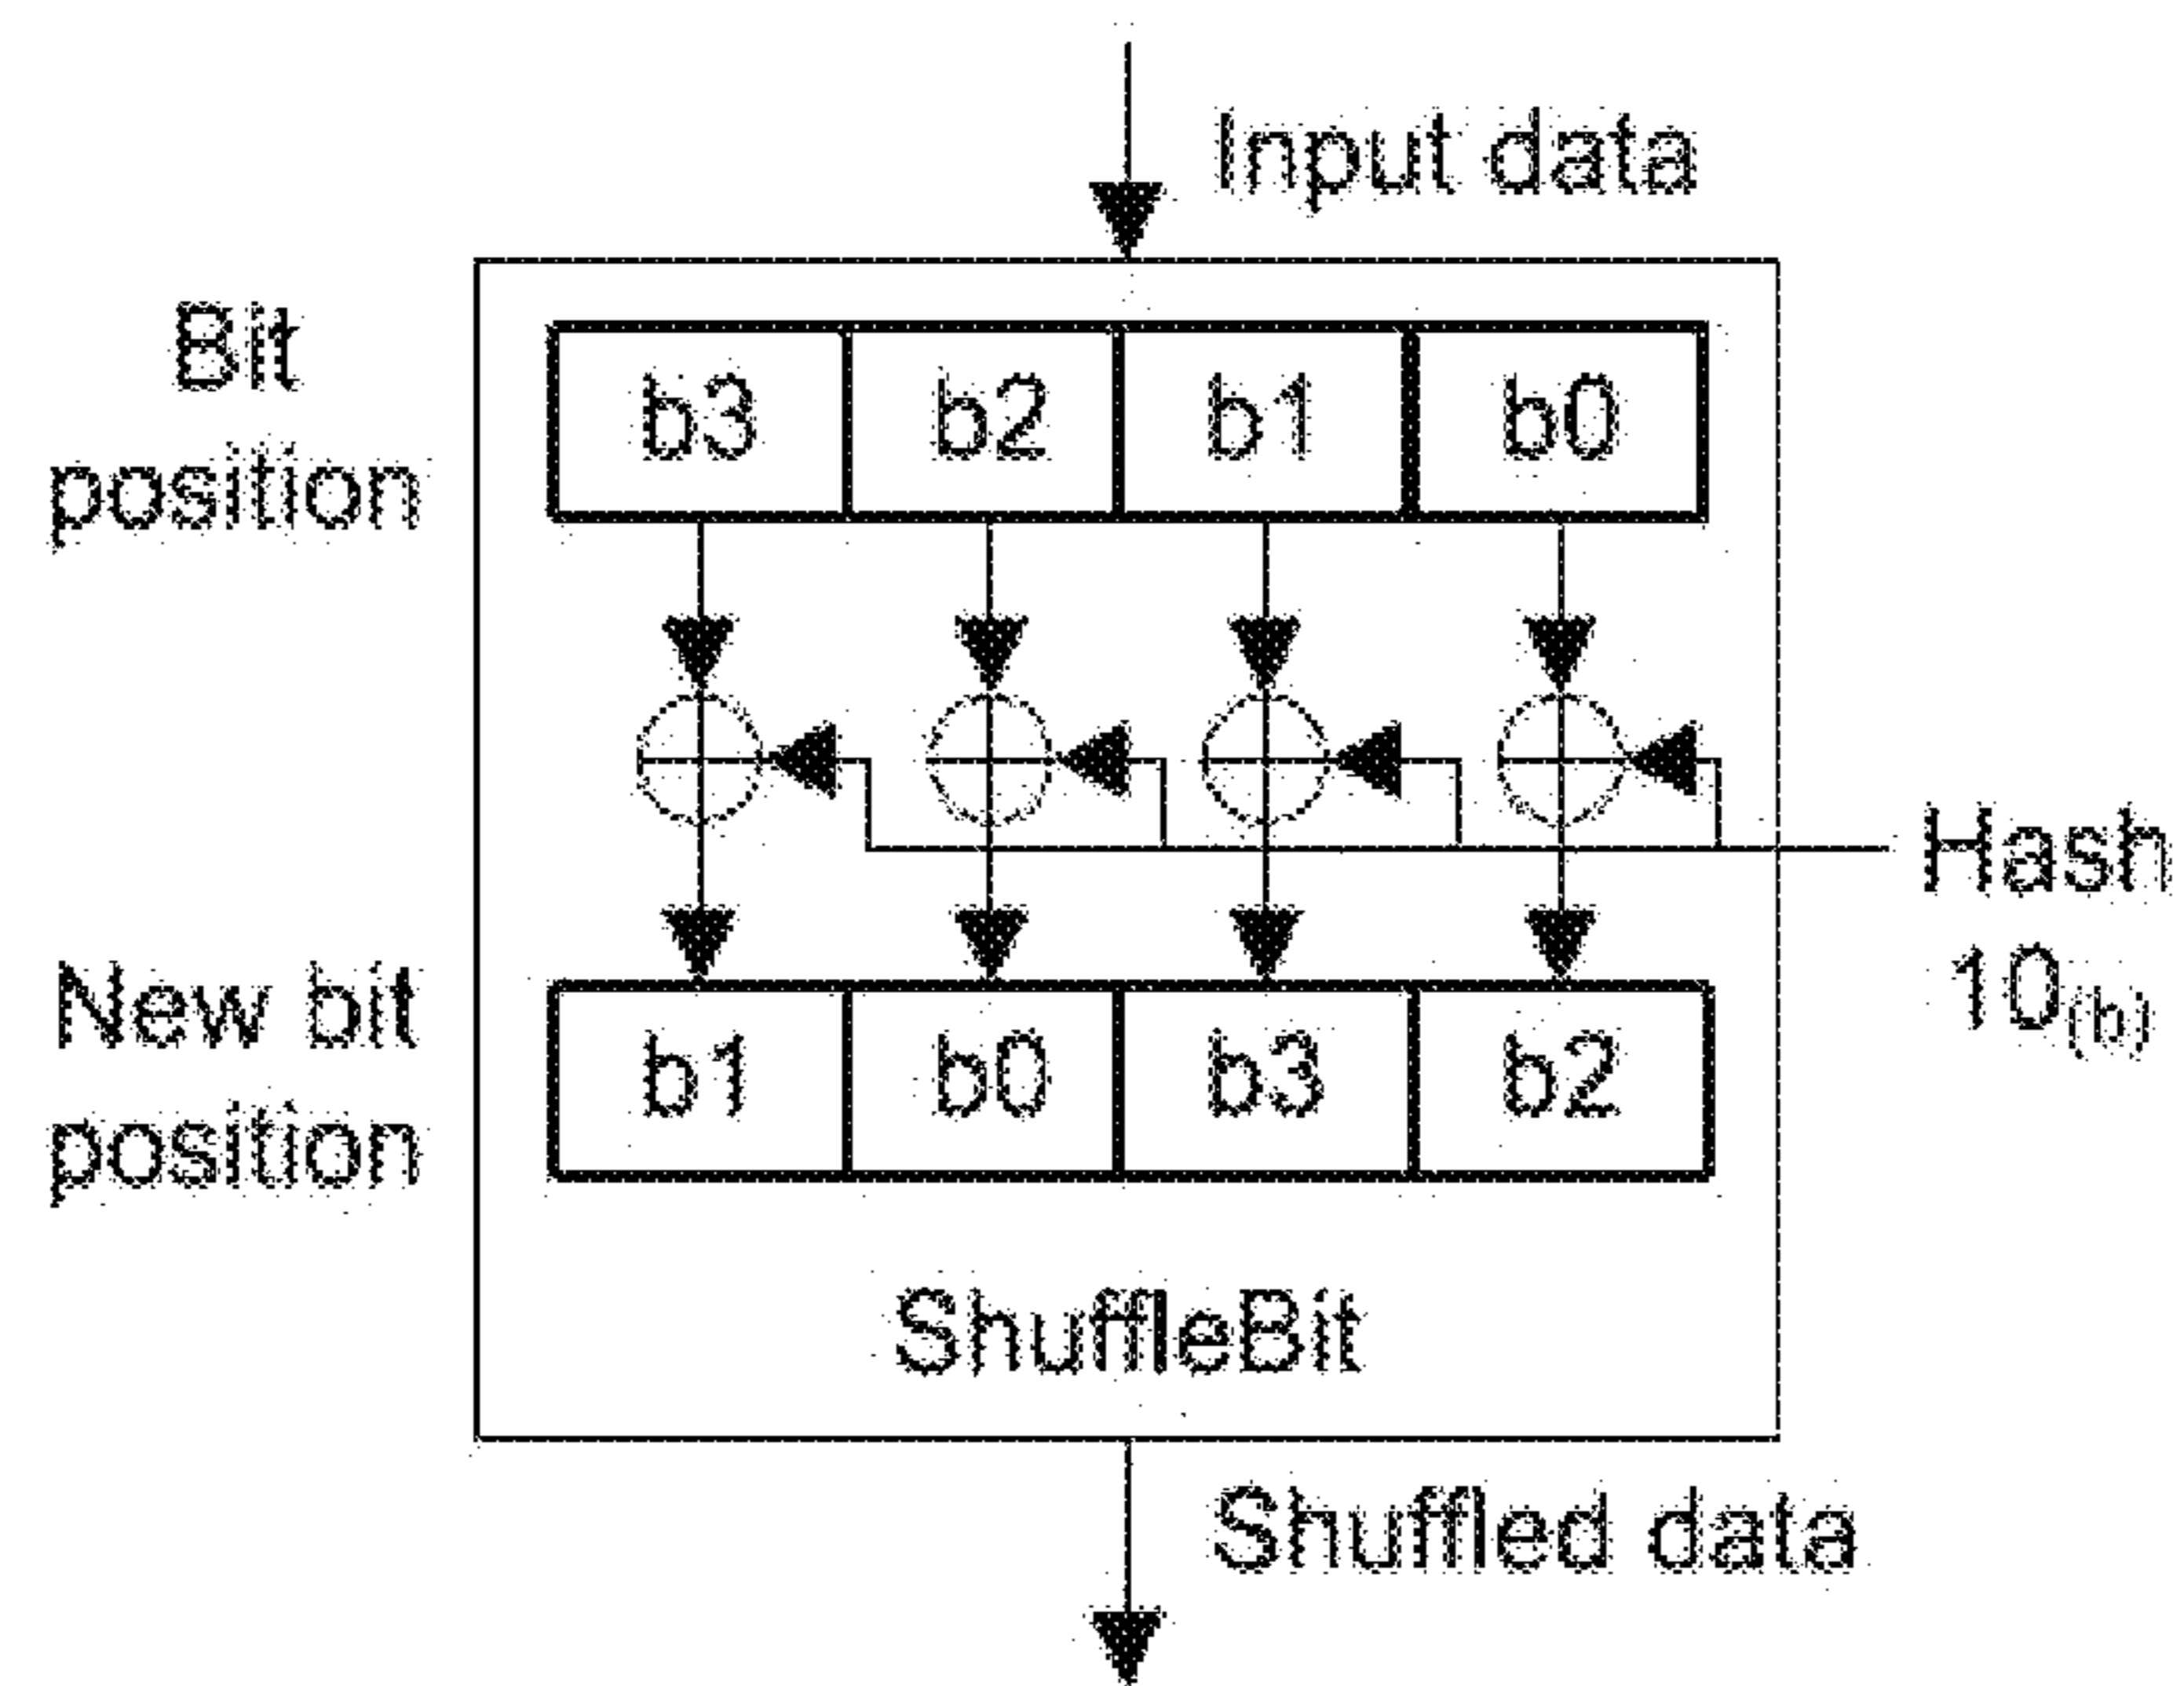 Input data
Bit
position
b3 b2 b1 b0
Hash
10(b)
New bit
position
b1 b0 b3 b2
ShuffleBit
Shuffled data